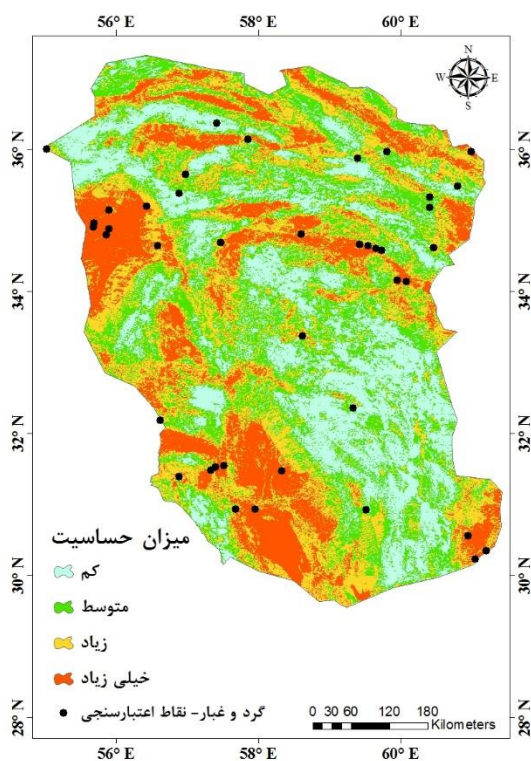 56°E 58°E 60°E
N
W E
S
36°N 36°N
34°N 34°N
32°N 32°N
30°N 30°N
28°N 28°N
میزان حساسیت
کم
متوسط
زیاد
خیلی زیاد
گرد و غبار- نقاط اعتبارسنجی
0 30 60 120 180
Kilometers
56°E 58°E 60°E